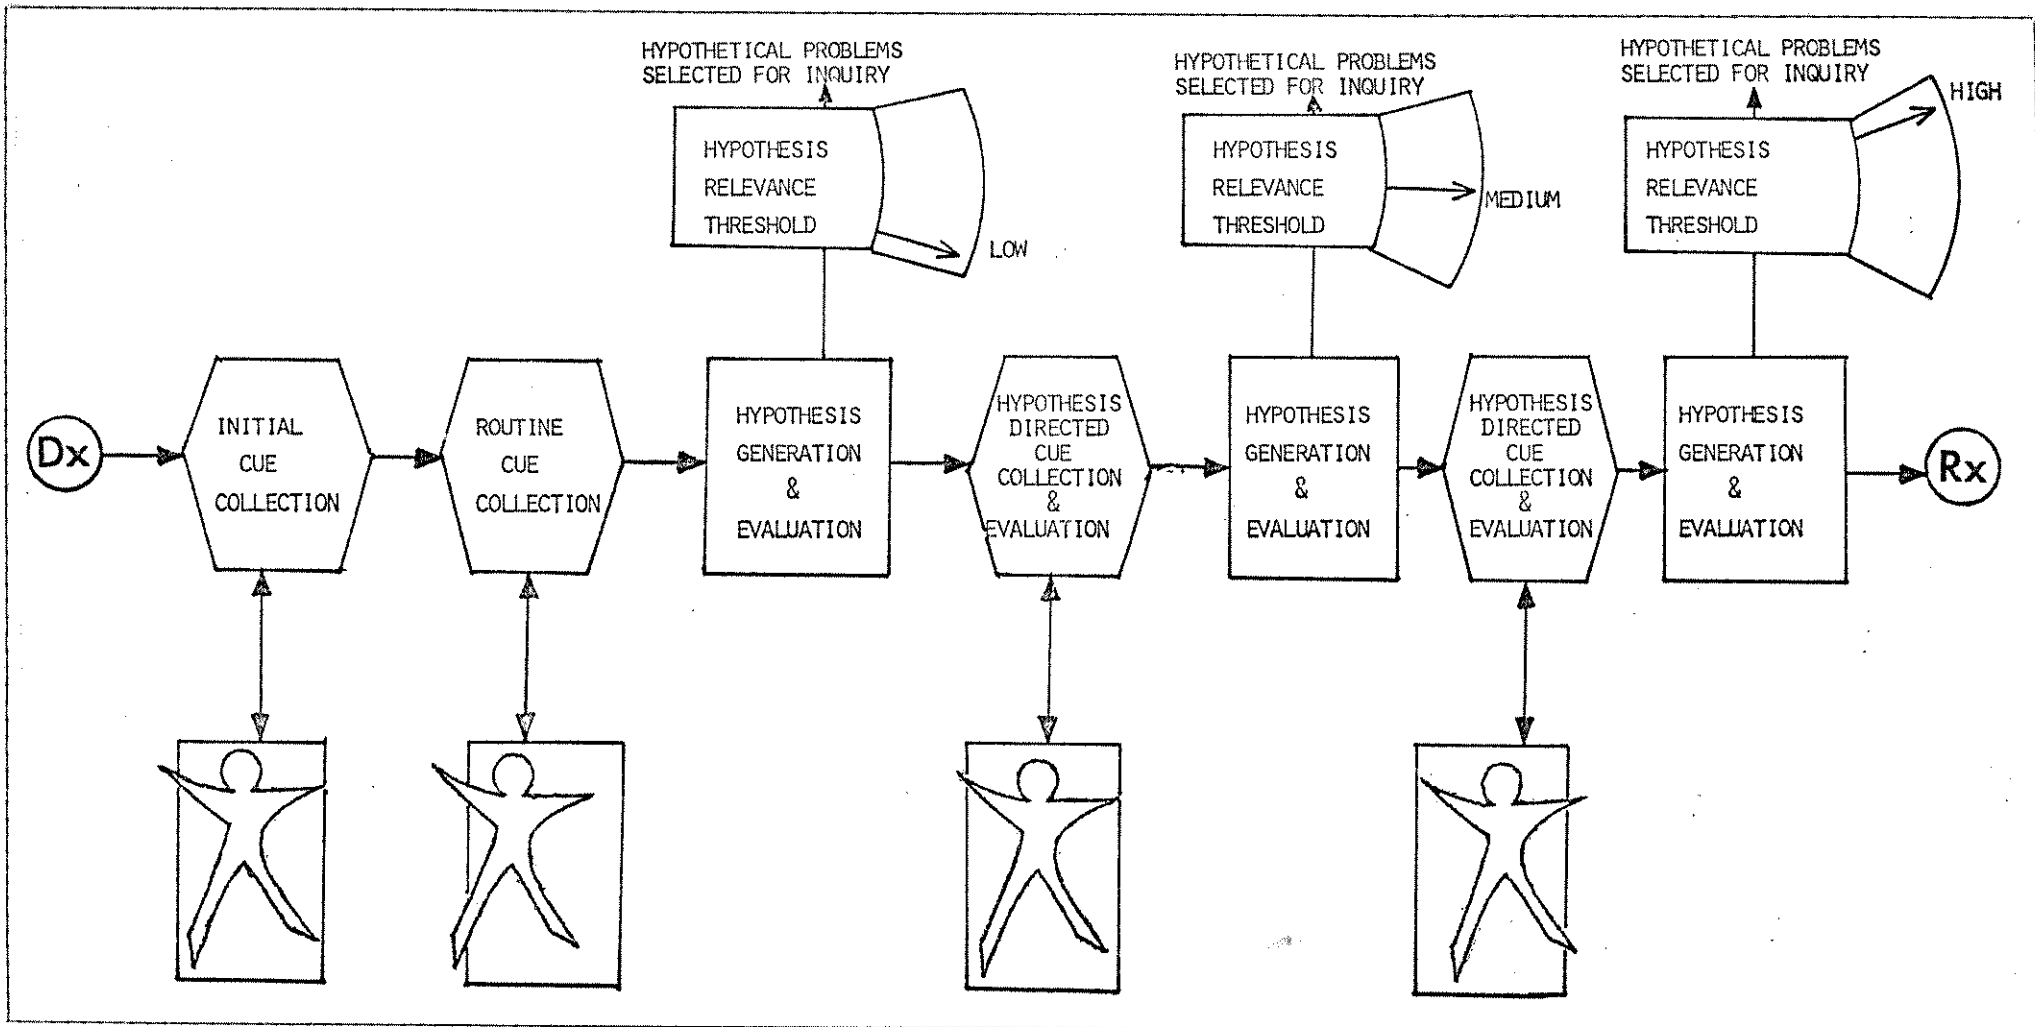 HYPOTHETICAL PROBLEMS
SELECTED FOR INQUIRY
HYPOTHESIS
RELEVANCE
THRESHOLD
LOW
HYPOTHETICAL PROBLEMS
SELECTED FOR INQUIRY
HYPOTHESIS
RELEVANCE
THRESHOLD
MEDIUM
HYPOTHETICAL PROBLEMS
SELECTED FOR INQUIRY
HIGH
HYPOTHESIS
RELEVANCE
THRESHOLD
Dx
INITIAL
CUE
COLLECTION
ROUTINE
CUE
COLLECTION
HYPOTHESIS
GENERATION
&
EVALUATION
HYPOTHESIS
DIRECTED
CUE
COLLECTION
&
EVALUATION
HYPOTHESIS
GENERATION
&
EVALUATION
HYPOTHESIS
DIRECTED
CUE
COLLECTION
&
EVALUATION
HYPOTHESIS
GENERATION
&
EVALUATION
Rx